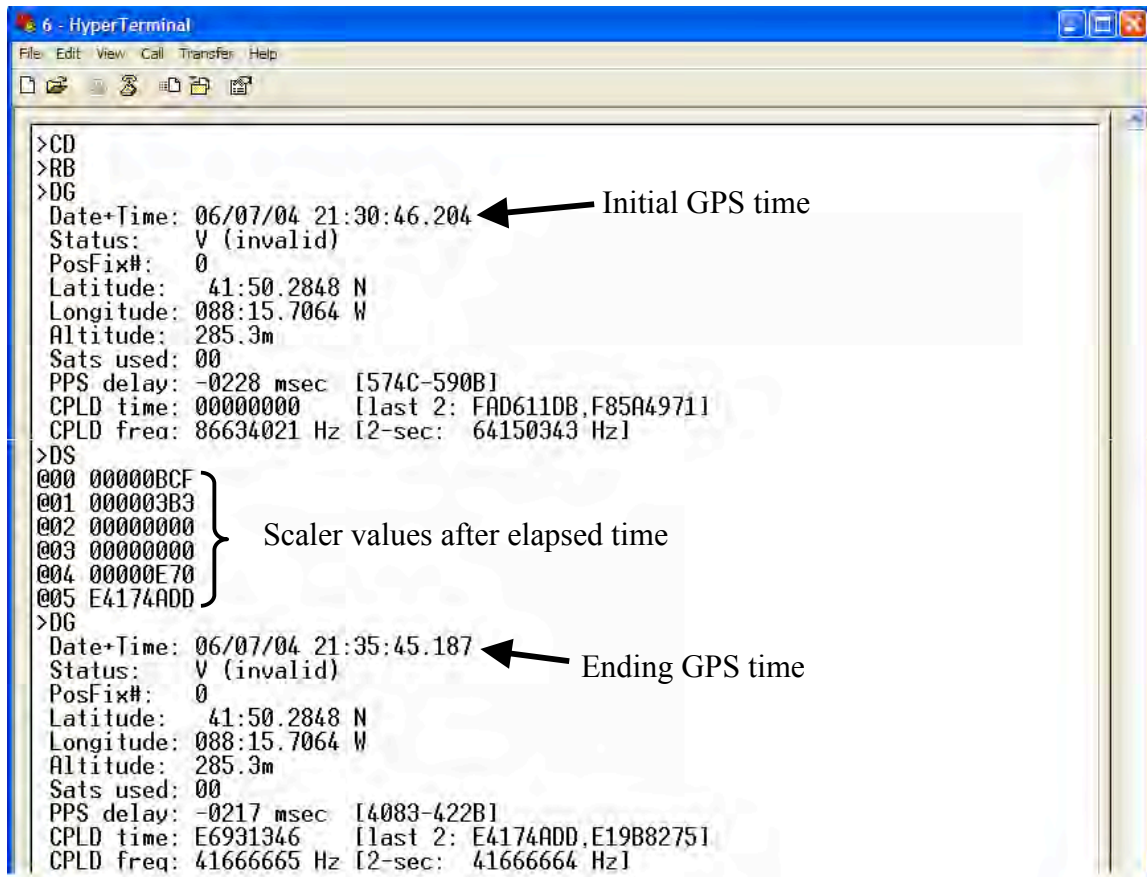 6 - HyperTerminal
File Edit View Call Transfer Help
>CD
>RB
>DG
Date+Time: 06/07/04 21:30:46.204
Initial GPS time
Status: V (invalid)
PosFix#: 0
Latitude: 41:50.2848 N
Longitude: 088:15.7064 W
Altitude: 285.3m
Sats used: 00
PPS delay: -0228 msec [574C-590B]
CPLD time: 00000000 [last 2: FAD611DB,F85A4971]
CPLD freq: 86634021 Hz [2-sec: 64150343 Hz]
>DS
@00 00000BCF
@01 000003B3
@02 00000000
@03 00000000
Scaler values after elapsed time
@04 00000E70
@05 E4174ADD
>DG
Date+Time: 06/07/04 21:35:45.187
Ending GPS time
Status: V (invalid)
PosFix#: 0
Latitude: 41:50.2848 N
Longitude: 088:15.7064 W
Altitude: 285.3m
Sats used: 00
PPS delay: -0217 msec [4083-422B]
CPLD time: E6931346 [last 2: E4174ADD,E19B8275]
CPLD freq: 41666665 Hz [2-sec: 41666664 Hz]